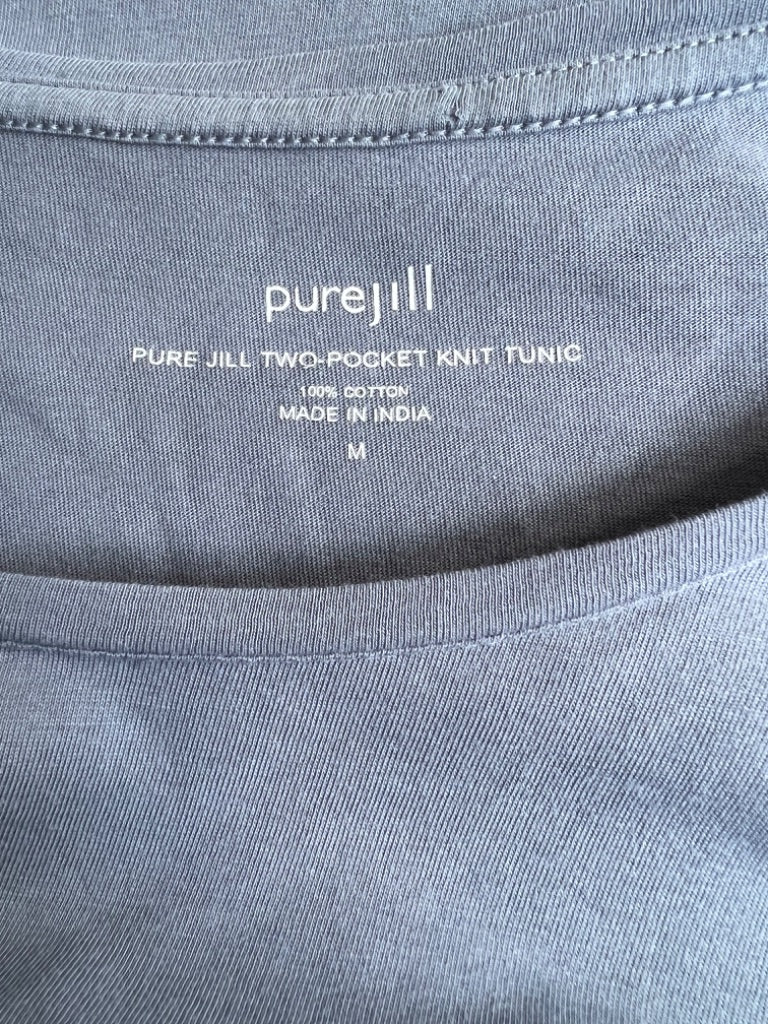 purejill
PURE JILL TWO-POCKET KNIT TUNIC
100% COTTON
MADE IN INDIA
M